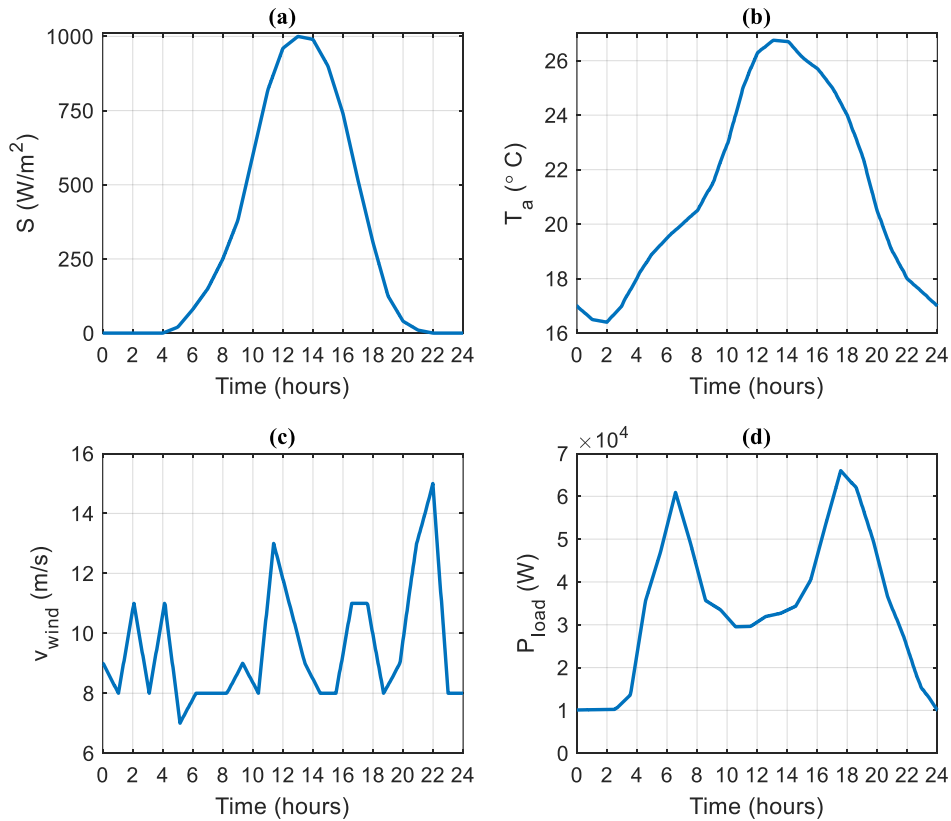 (a)
1000
750
500
250
0
S (W/m²)
0 2 4 6 8 10 12 14 16 18 20 22 24
Time (hours)
(b)
26
24
22
20
18
16
Tₐ (° C)
0 2 4 6 8 10 12 14 16 18 20 22 24
Time (hours)
(c)
16
14
12
10
8
6
v_wind (m/s)
0 2 4 6 8 10 12 14 16 18 20 22 24
Time (hours)
(d)
×10⁴
7
6
5
4
3
2
1
0
P_load (W)
0 2 4 6 8 10 12 14 16 18 20 22 24
Time (hours)